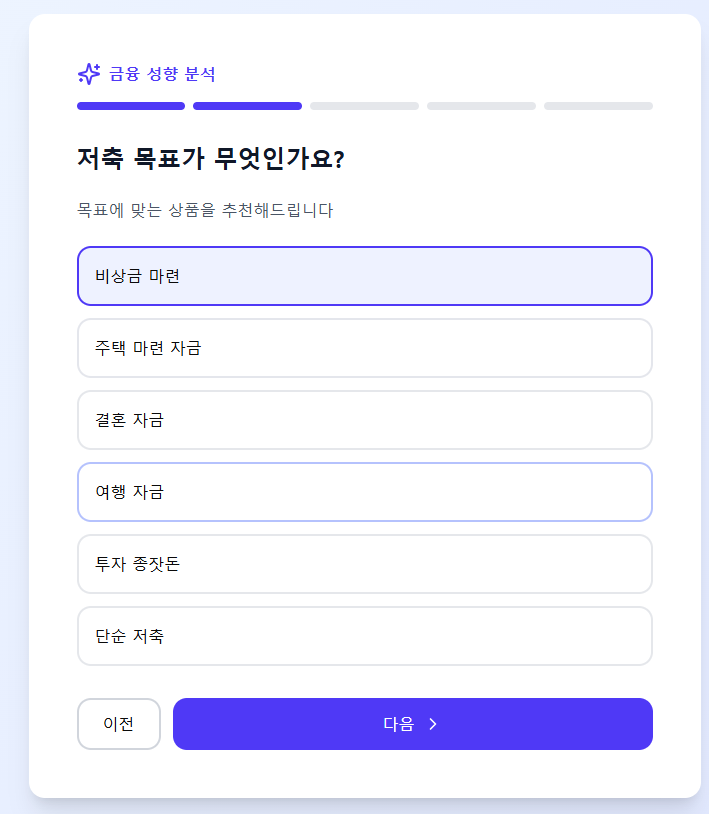 금융 성향 분석
저축 목표가 무엇인가요?
목표에 맞는 상품을 추천해드립니다
비상금 마련
주택 마련 자금
결혼 자금
여행 자금
투자 종잣돈
단순 저축
이전
다음